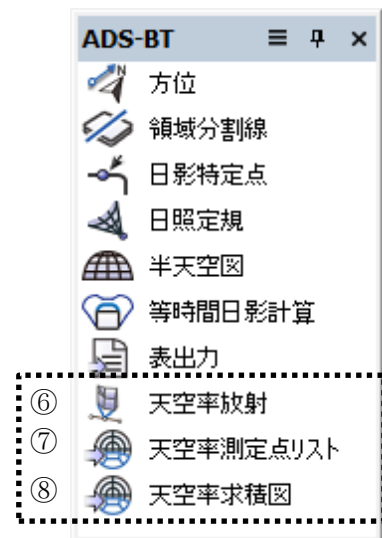 ADS-BT
方位
領域分割線
日影特定点
日照定規
半天空図
等時間日影計算
表出力
⑥ 天空率放射
⑦ 天空率測定点リスト
⑧ 天空率求積図